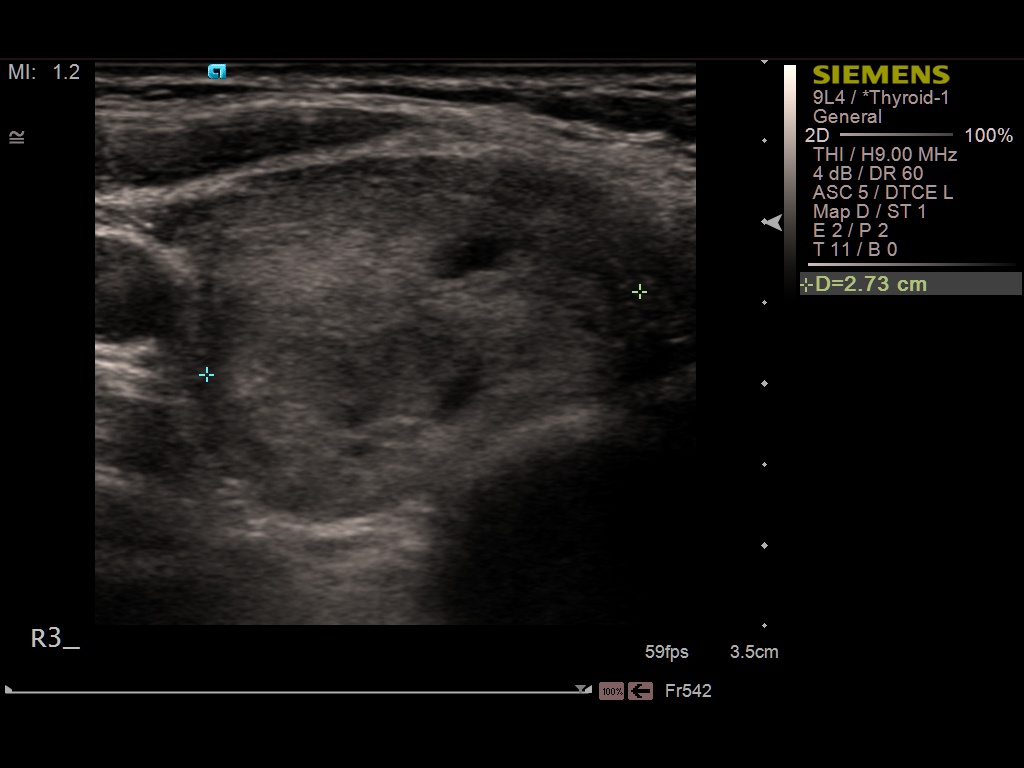 MI: 1.2
SIEMENS
9L4 / *Thyroid-1
General
2D 100%
THI / H9.00 MHz
4 dB / DR 60
ASC 5 / DTCE L
Map D / ST 1
E 2 / P 2
T 11 / B 0
D=2.73 cm
R3_
59fps 3.5cm
100% Fr542